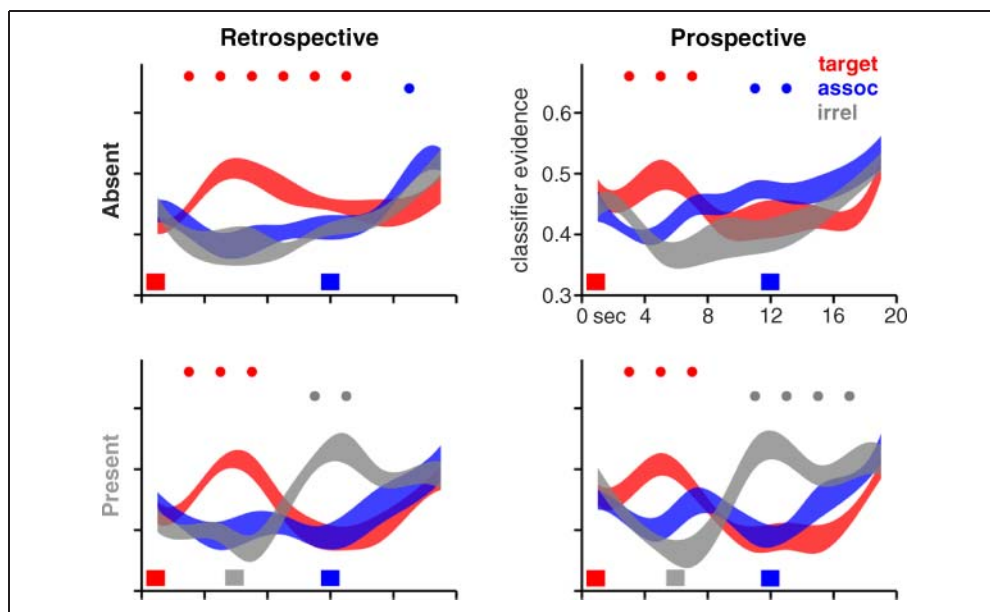 Retrospective
Prospective
target
assoc
irrel
Absent
classifier evidence
0.6
0.5
0.4
0.3
0 sec 4 8 12 16 20
Present